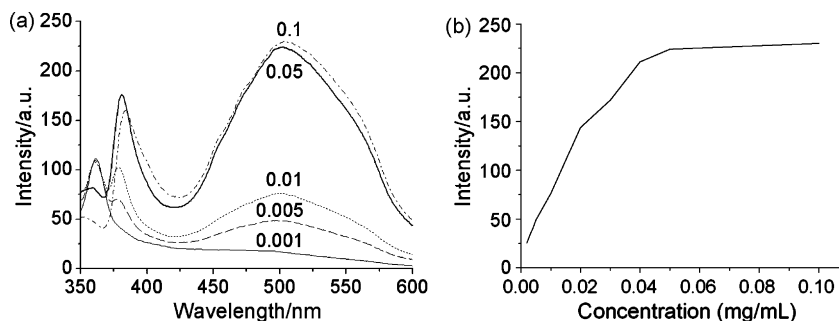 (a)
250
200
150
100
50
0
Intensity/a.u.
0.1
0.05
0.01
0.005
0.001
350 400 450 500 550 600
Wavelength/nm
(b)
250
200
150
100
50
0
Intensity/a.u.
0.00 0.02 0.04 0.06 0.08 0.10
Concentration (mg/mL)